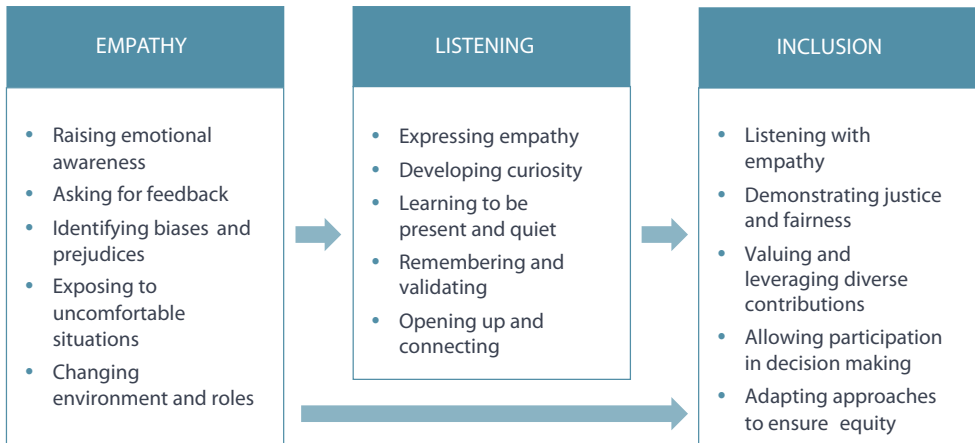 EMPATHY
• Raising emotional
awareness
• Asking for feedback
• Identifying biases and
prejudices
• Exposing to
uncomfortable
situations
• Changing
environment and roles
LISTENING
• Expressing empathy
• Developing curiosity
• Learning to be
present and quiet
• Remembering and
validating
• Opening up and
connecting
INCLUSION
• Listening with
empathy
• Demonstrating justice
and fairness
• Valuing and
leveraging diverse
contributions
• Allowing participation
in decision making
• Adapting approaches
to ensure equity